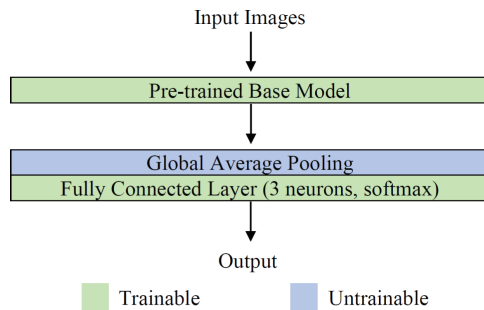 Input Images
Pre-trained Base Model
Global Average Pooling
Fully Connected Layer (3 neurons, softmax)
Output
Trainable
Untrainable